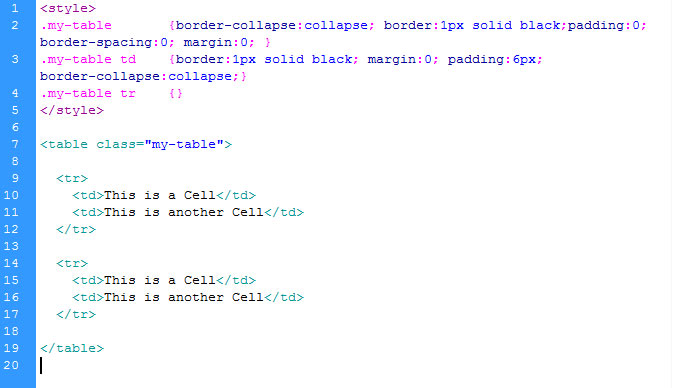 1 <style>
2 .my-table {border-collapse:collapse; border:1px solid black;padding:0;
border-spacing:0; margin:0; }
3 .my-table td {border:1px solid black; margin:0; padding:6px;
border-collapse:collapse;}
4 .my-table tr {}
5 </style>
6
7 <table class="my-table">
8
9 <tr>
10 <td>This is a Cell</td>
11 <td>This is another Cell</td>
12 </tr>
13
14 <tr>
15 <td>This is a Cell</td>
16 <td>This is another Cell</td>
17 </tr>
18
19 </table>
20